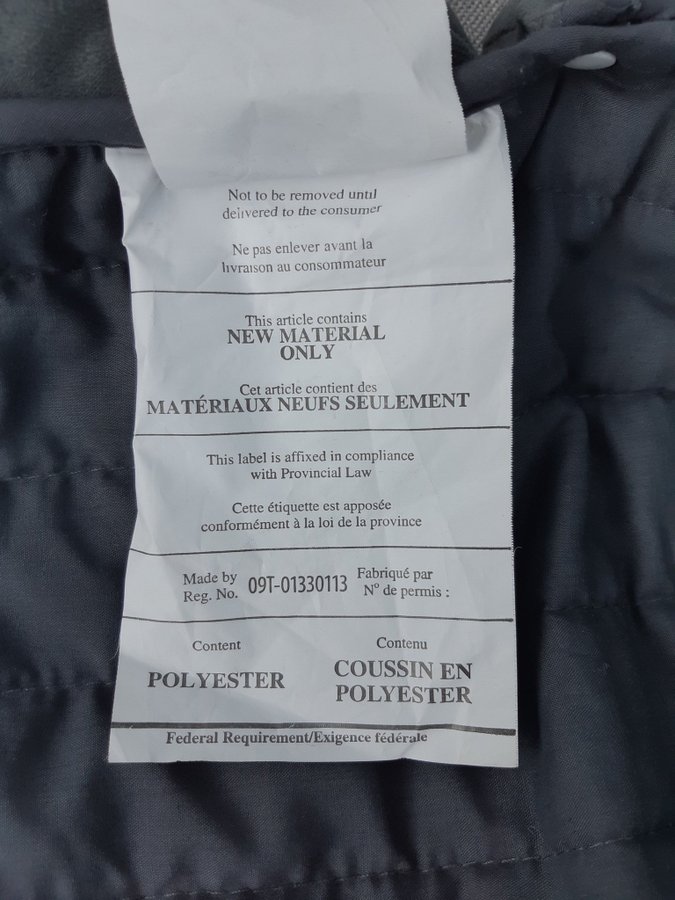 Not to be removed until
delivered to the consumer
Ne pas enlever avant la
livraison au consommateur
This article contains
NEW MATERIAL
ONLY
Cet article contient des
MATÉRIAUX NEUFS SEULEMENT
This label is affixed in compliance
with Provincial Law
Cette étiquette est apposée
conformément à la loi de la province
Made by
Reg. No. 09T-01330113
Fabriqué par
N° de permis :
Content
POLYESTER
Contenu
COUSSIN EN
POLYESTER
Federal Requirement/Exigence fédérale